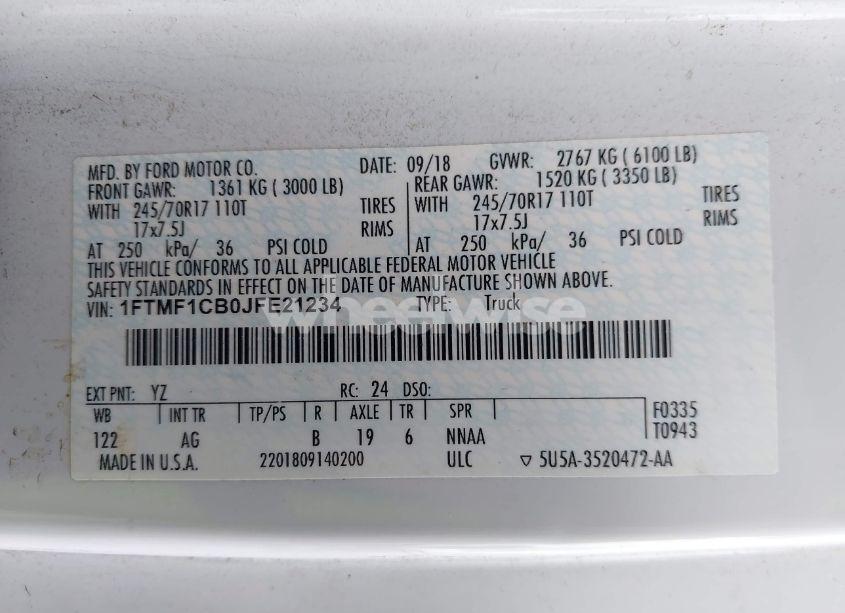 MFD. BY FORD MOTOR CO. DATE: 09/18 GVWR: 2767 KG ( 6100 LB)
FRONT GAWR: 1361 KG ( 3000 LB) REAR GAWR: 1520 KG ( 3350 LB)
WITH 245/70R17 110T TIRES WITH 245/70R17 110T TIRES
17x7.5J RIMS 17x7.5J RIMS
AT 250 kPa/ 36 PSI COLD AT 250 kPa/ 36 PSI COLD
THIS VEHICLE CONFORMS TO ALL APPLICABLE FEDERAL MOTOR VEHICLE
SAFETY STANDARDS IN EFFECT ON THE DATE OF MANUFACTURE SHOWN ABOVE.
VIN: 1FTMF1CB0JFE21234 TYPE: Truck
wheelwise
EXT PNT: YZ RC: 24 DSO:
WB INT TR TP/PS R AXLE TR SPR F0335
122 AG B 19 6 NNAA T0943
MADE IN U.S.A. 2201809140200 ULC ▽ 5U5A-3520472-AA